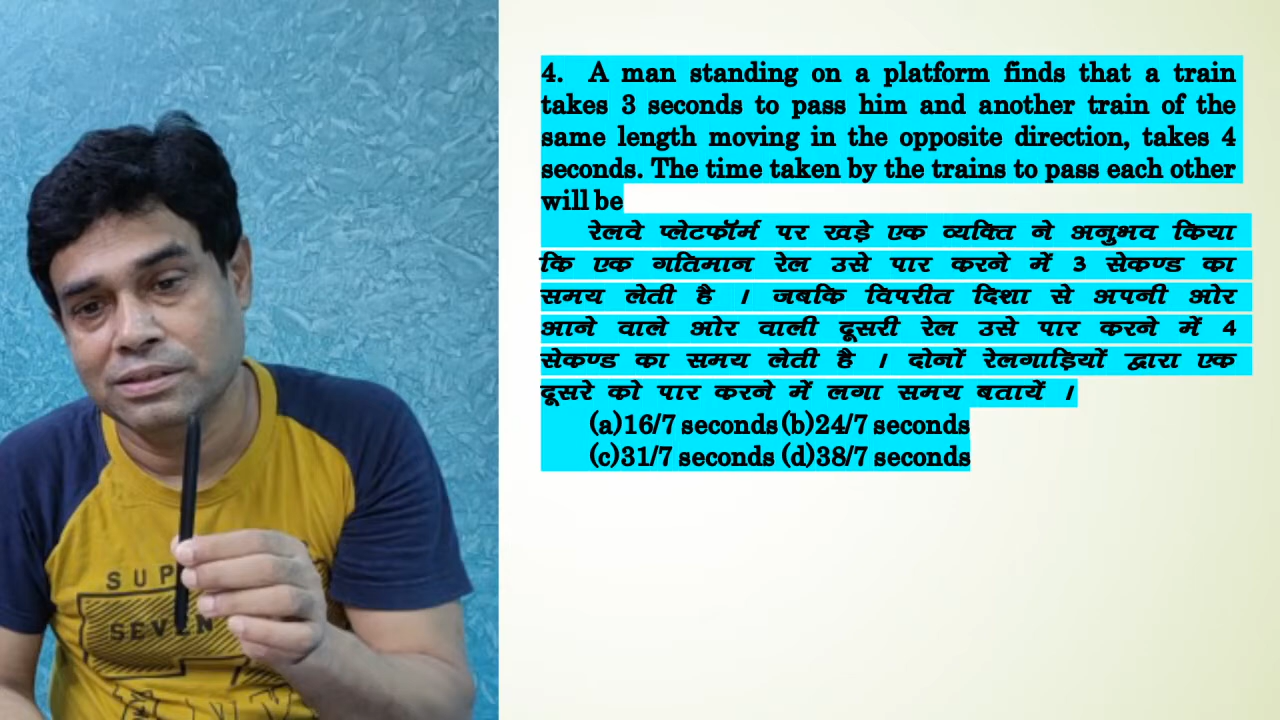 4. A man standing on a platform finds that a train
takes 3 seconds to pass him and another train of the
same length moving in the opposite direction, takes 4
seconds. The time taken by the trains to pass each other
will be
रेलवे प्लेटफॉर्म पर खड़े एक व्यक्ति ने अनुभव किया
कि एक गतिमान रेल उसे पार करने में 3 सेकण्ड का
समय लेती है । जबकि विपरीत दिशा से अपनी ओर
आने वाले ओर वाली दूसरी रेल उसे पार करने में 4
सेकण्ड का समय लेती है । दोनों रेलगाड़ियों द्वारा एक
दूसरे को पार करने में लगा समय बतायें ।
(a)16/7 seconds(b)24/7 seconds
(c)31/7 seconds (d)38/7 seconds
SUP
SEVEN